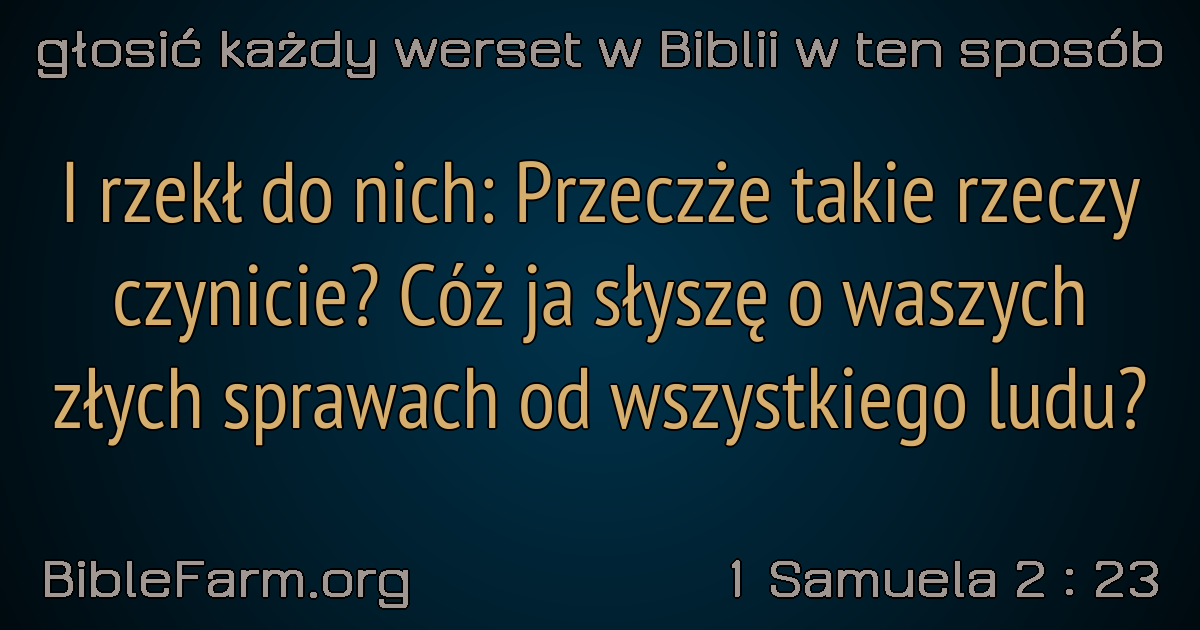 głosić każdy werset w Biblii w ten sposób
I rzekł do nich: Przeczże takie rzeczy
czynicie? Cóż ja słyszę o waszych
złych sprawach od wszystkiego ludu?
BibleFarm.org
1 Samuela 2 : 23